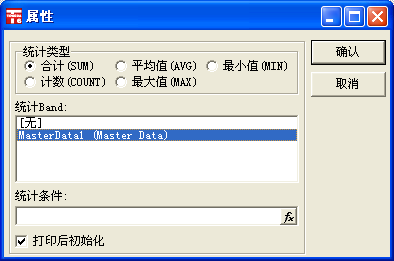 属性
统计类型
合计(SUM) 平均值(AVG) 最小值(MIN)
计数(COUNT) 最大值(MAX)
确认
取消
统计Band:
[无]
MasterData1 (Master Data)
统计条件:
fx
打印后初始化